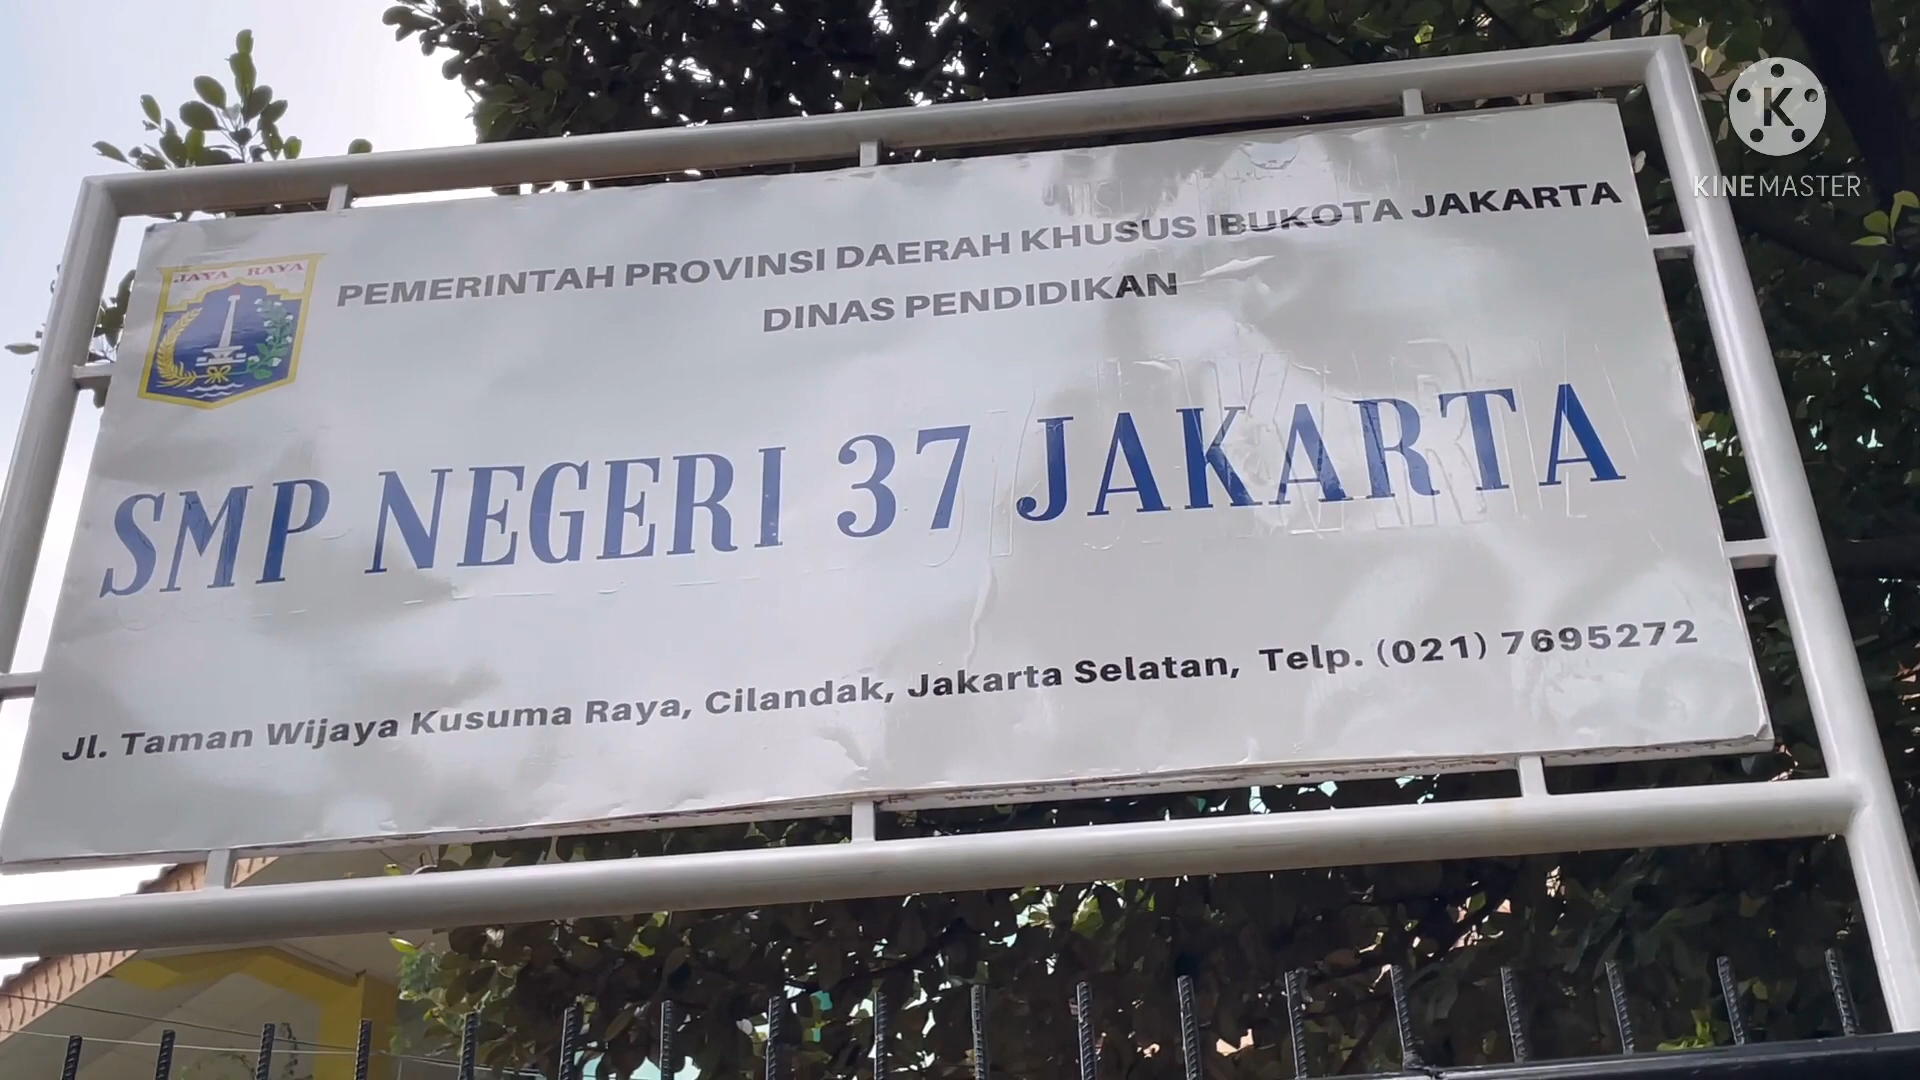 JAYA RAYA
PEMERINTAH PROVINSI DAERAH KHUSUS IBUKOTA JAKARTA
DINAS PENDIDIKAN
SMP NEGERI 37 JAKARTA
Jl. Taman Wijaya Kusuma Raya, Cilandak, Jakarta Selatan, Telp. (021) 7695272
K
KINEMASTER